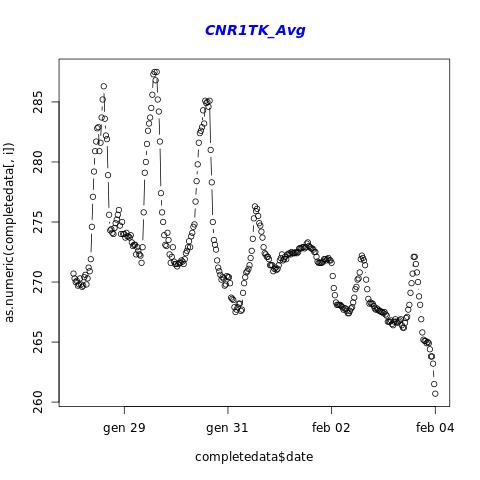 CNR1TK_Avg
as.numeric(completedata[, i])
285
280
275
270
265
260
gen 29
gen 31
feb 02
feb 04
completedata$date